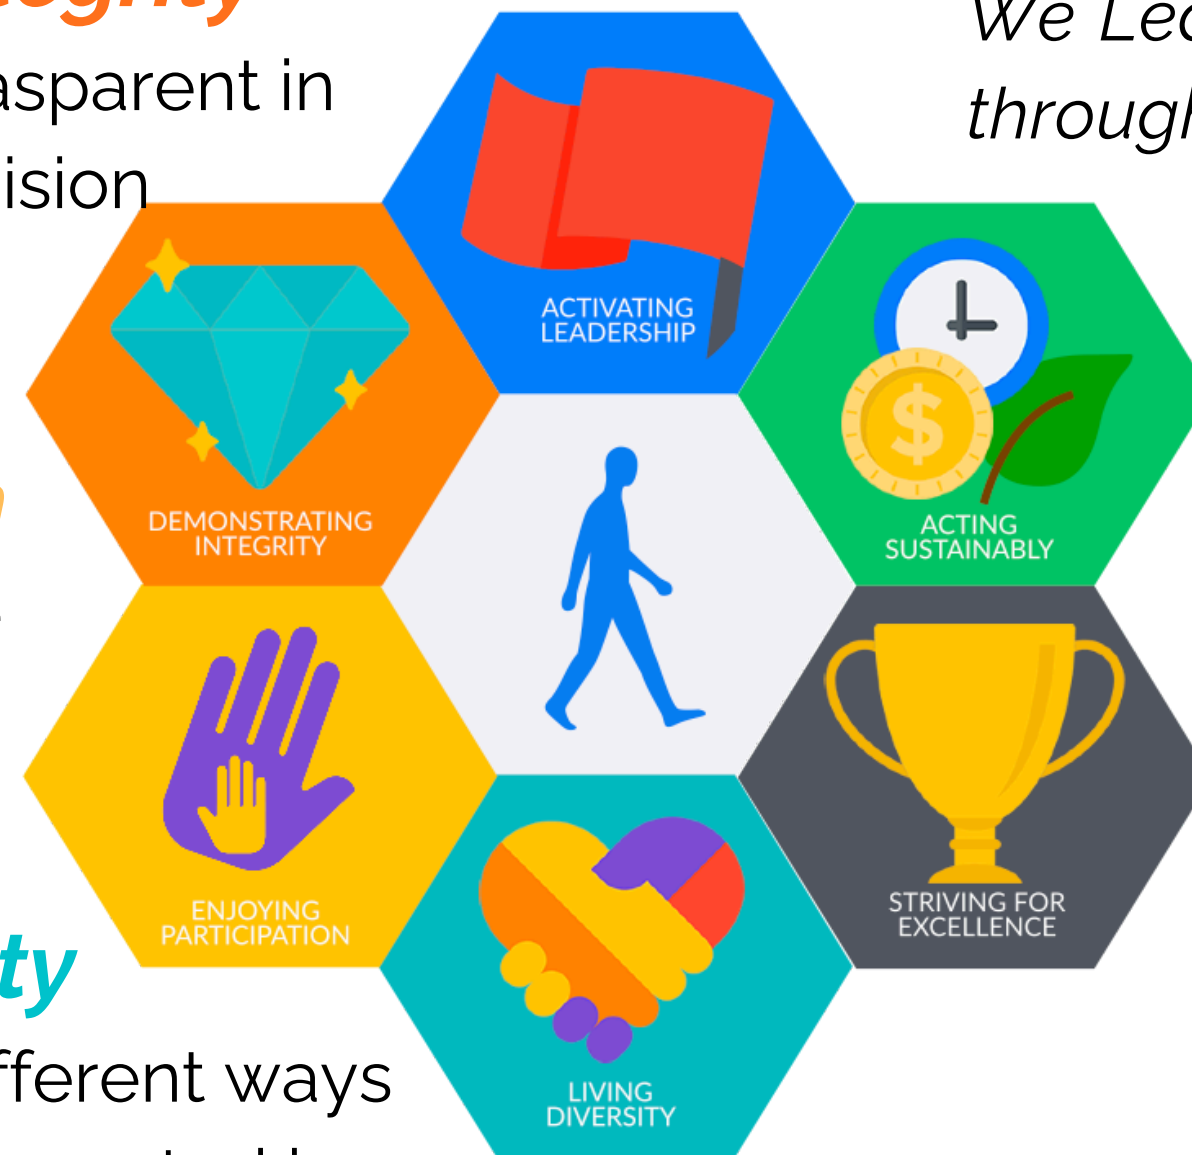 tegrity
asparent in
ision
We Lea
through
ACTIVATING
LEADERSHIP
DEMONSTRATING
INTEGRITY
ACTING
SUSTAINABLY
ENJOYING
PARTICIPATION
STRIVING FOR
EXCELLENCE
ty
fferent ways
LIVING
DIVERSITY